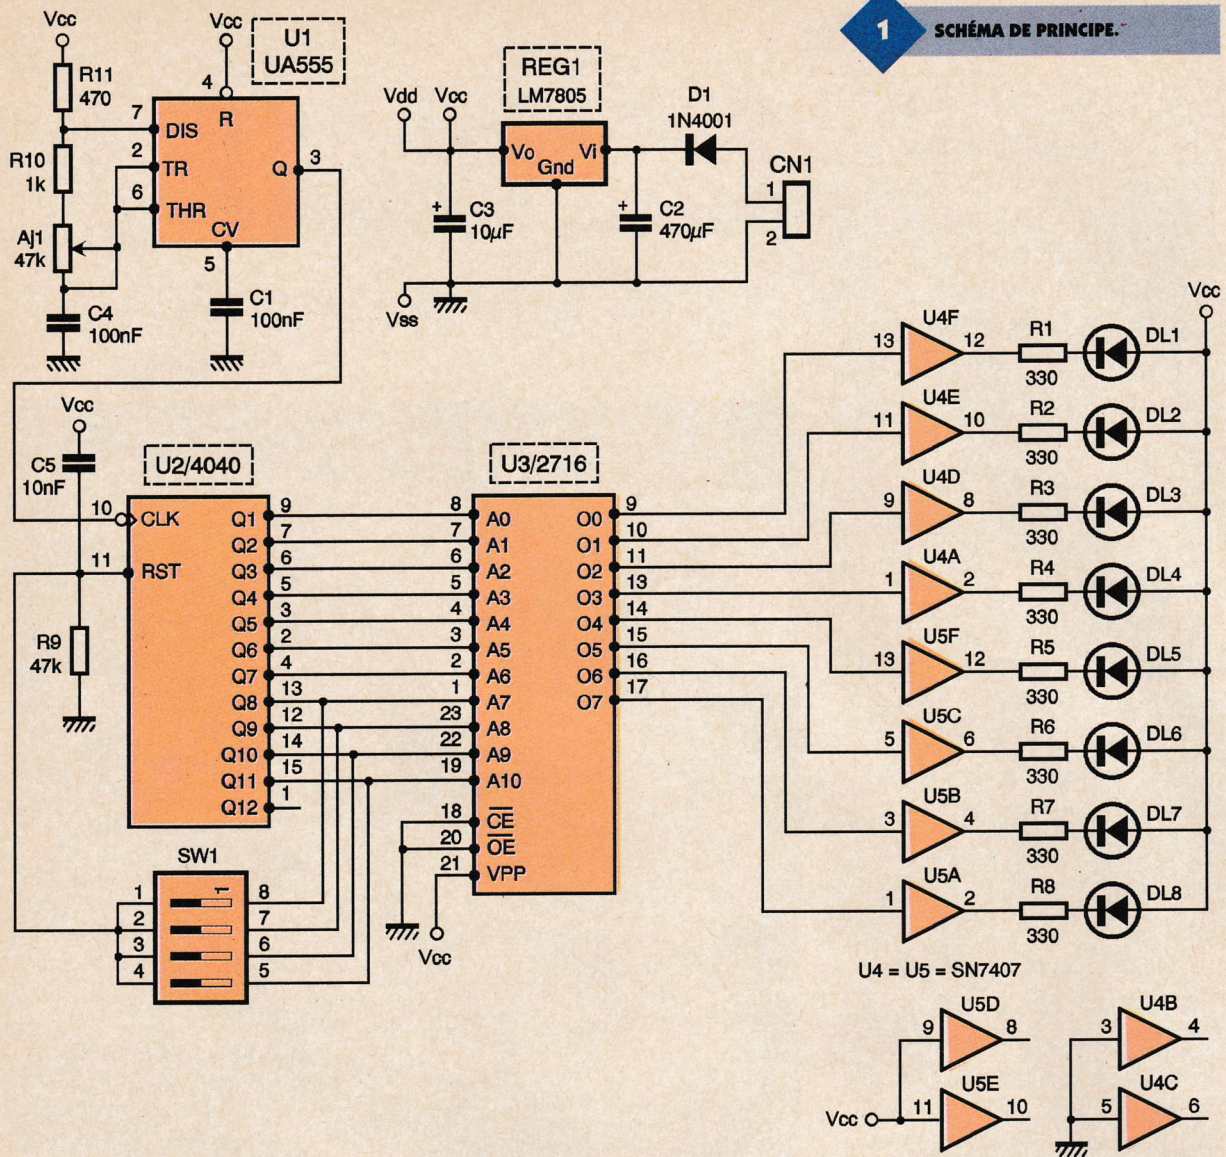 1 SCHÉMA DE PRINCIPE.
Vcc
R11
470
R10
1k
Aj1
47k
C4
100nF
Vcc
4
U1
UA555
7
2
6
DIS
TR
THR
R
Q
CV
3
5
C1
100nF
Vdd
Vcc
REG1
LM7805
Vo
Vi
Gnd
D1
1N4001
CN1
1
2
+
C3
10µF
+
C2
470µF
Vss
Vcc
C5
10nF
R9
47k
U2/4040
10
CLK
11
RST
Q1 9
Q2 7
Q3 6
Q4 5
Q5 3
Q6 2
Q7 4
Q8 13
Q9 12
Q10 14
Q11 15
Q12 1
U3/2716
8 A0
7 A1
6 A2
5 A3
4 A4
3 A5
2 A6
1 A7
23 A8
22 A9
19 A10
18 CE
20 OE
21 VPP
Vcc
O0 9
O1 10
O2 11
O3 13
O4 14
O5 15
O6 16
O7 17
SW1
1
1 8
2 7
3 6
4 5
Vcc
U4F
13 12
R1
330
DL1
U4E
11 10
R2
330
DL2
U4D
9 8
R3
330
DL3
U4A
1 2
R4
330
DL4
U5F
13 12
R5
330
DL5
U5C
5 6
R6
330
DL6
U5B
3 4
R7
330
DL7
U5A
1 2
R8
330
DL8
U4 = U5 = SN7407
U5D
9 8
U5E
Vcc 11 10
U4B
3 4
U4C
5 6